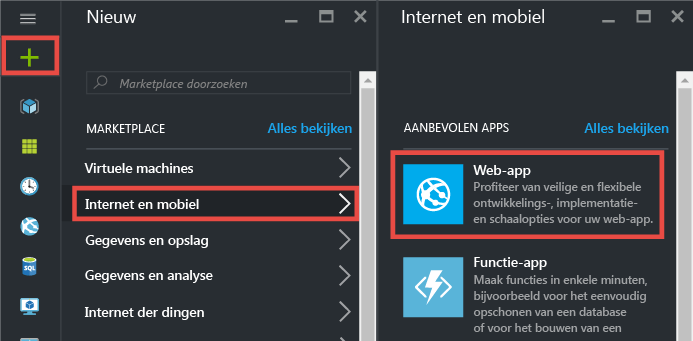 Nieuw
Marketplace doorzoeken
MARKETPLACE Alles bekijken
Virtuele machines
Internet en mobiel
Gegevens en opslag
Gegevens en analyse
Internet der dingen
Internet en mobiel
AANBEVOLEN APPS Alles bekijken
Web-app
Profiteer van veilige en flexibele
ontwikkelings-, implementatie-
en schaalopties voor uw web-app.
Functie-app
Maak functies in enkele minuten,
bijvoorbeeld voor het eenvoudig
opschonen van een database
of voor het bouwen van een